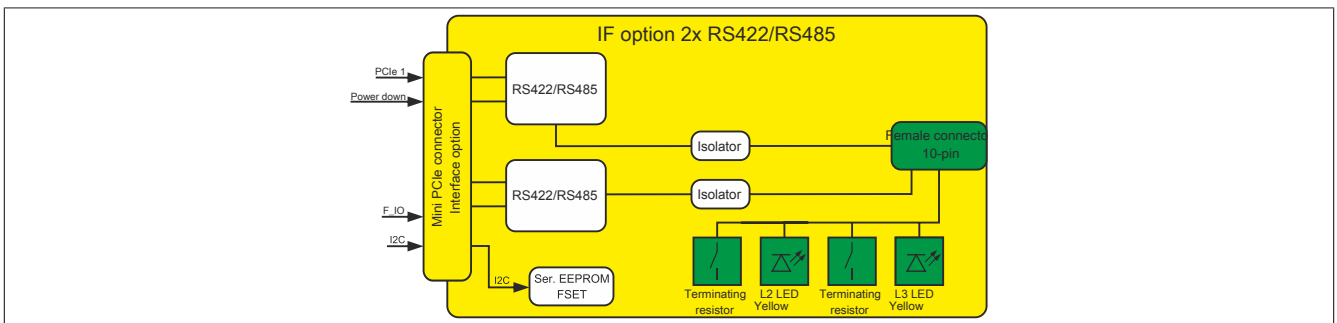 IF option 2x RS422/RS485
PCIe 1
Power down
F_IO
I2C
Mini PCIe connector
Interface option
RS422/RS485
Isolator
Female connecto
10-pin
RS422/RS485
Isolator
I2C
Ser. EEPROM
FSET
Terminating
resistor
L2 LED
Yellow
Terminating
resistor
L3 LED
Yellow